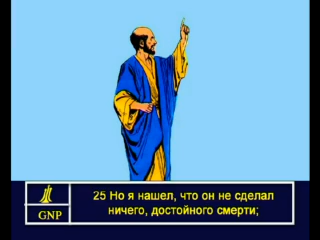 25 Но я нашел, что он не сделал
ничего, достойного смерти;
GNP